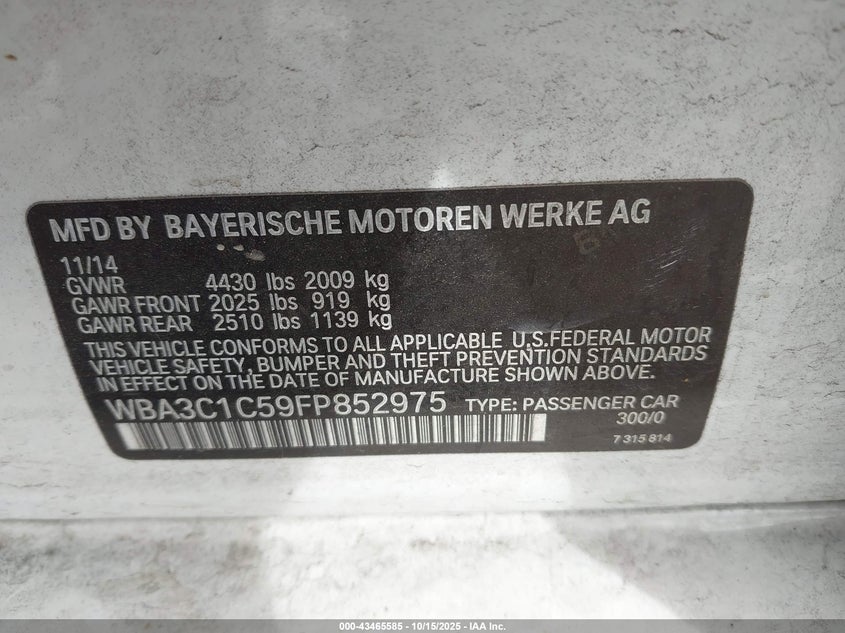 MFD BY BAYERISCHE MOTOREN WERKE AG
11/14
GVWR 4430 lbs 2009 kg
GAWR FRONT 2025 lbs 919 kg
GAWR REAR 2510 lbs 1139 kg
THIS VEHICLE CONFORMS TO ALL APPLICABLE U.S.FEDERAL MOTOR
VEHICLE SAFETY, BUMPER AND THEFT PREVENTION STANDARDS
IN EFFECT ON THE DATE OF MANUFACTURE SHOWN ABOVE.
WBA3C1C59FP852975 TYPE: PASSENGER CAR
300/0
7 315 814
000-43465585 - 10/15/2025 - IAA Inc.